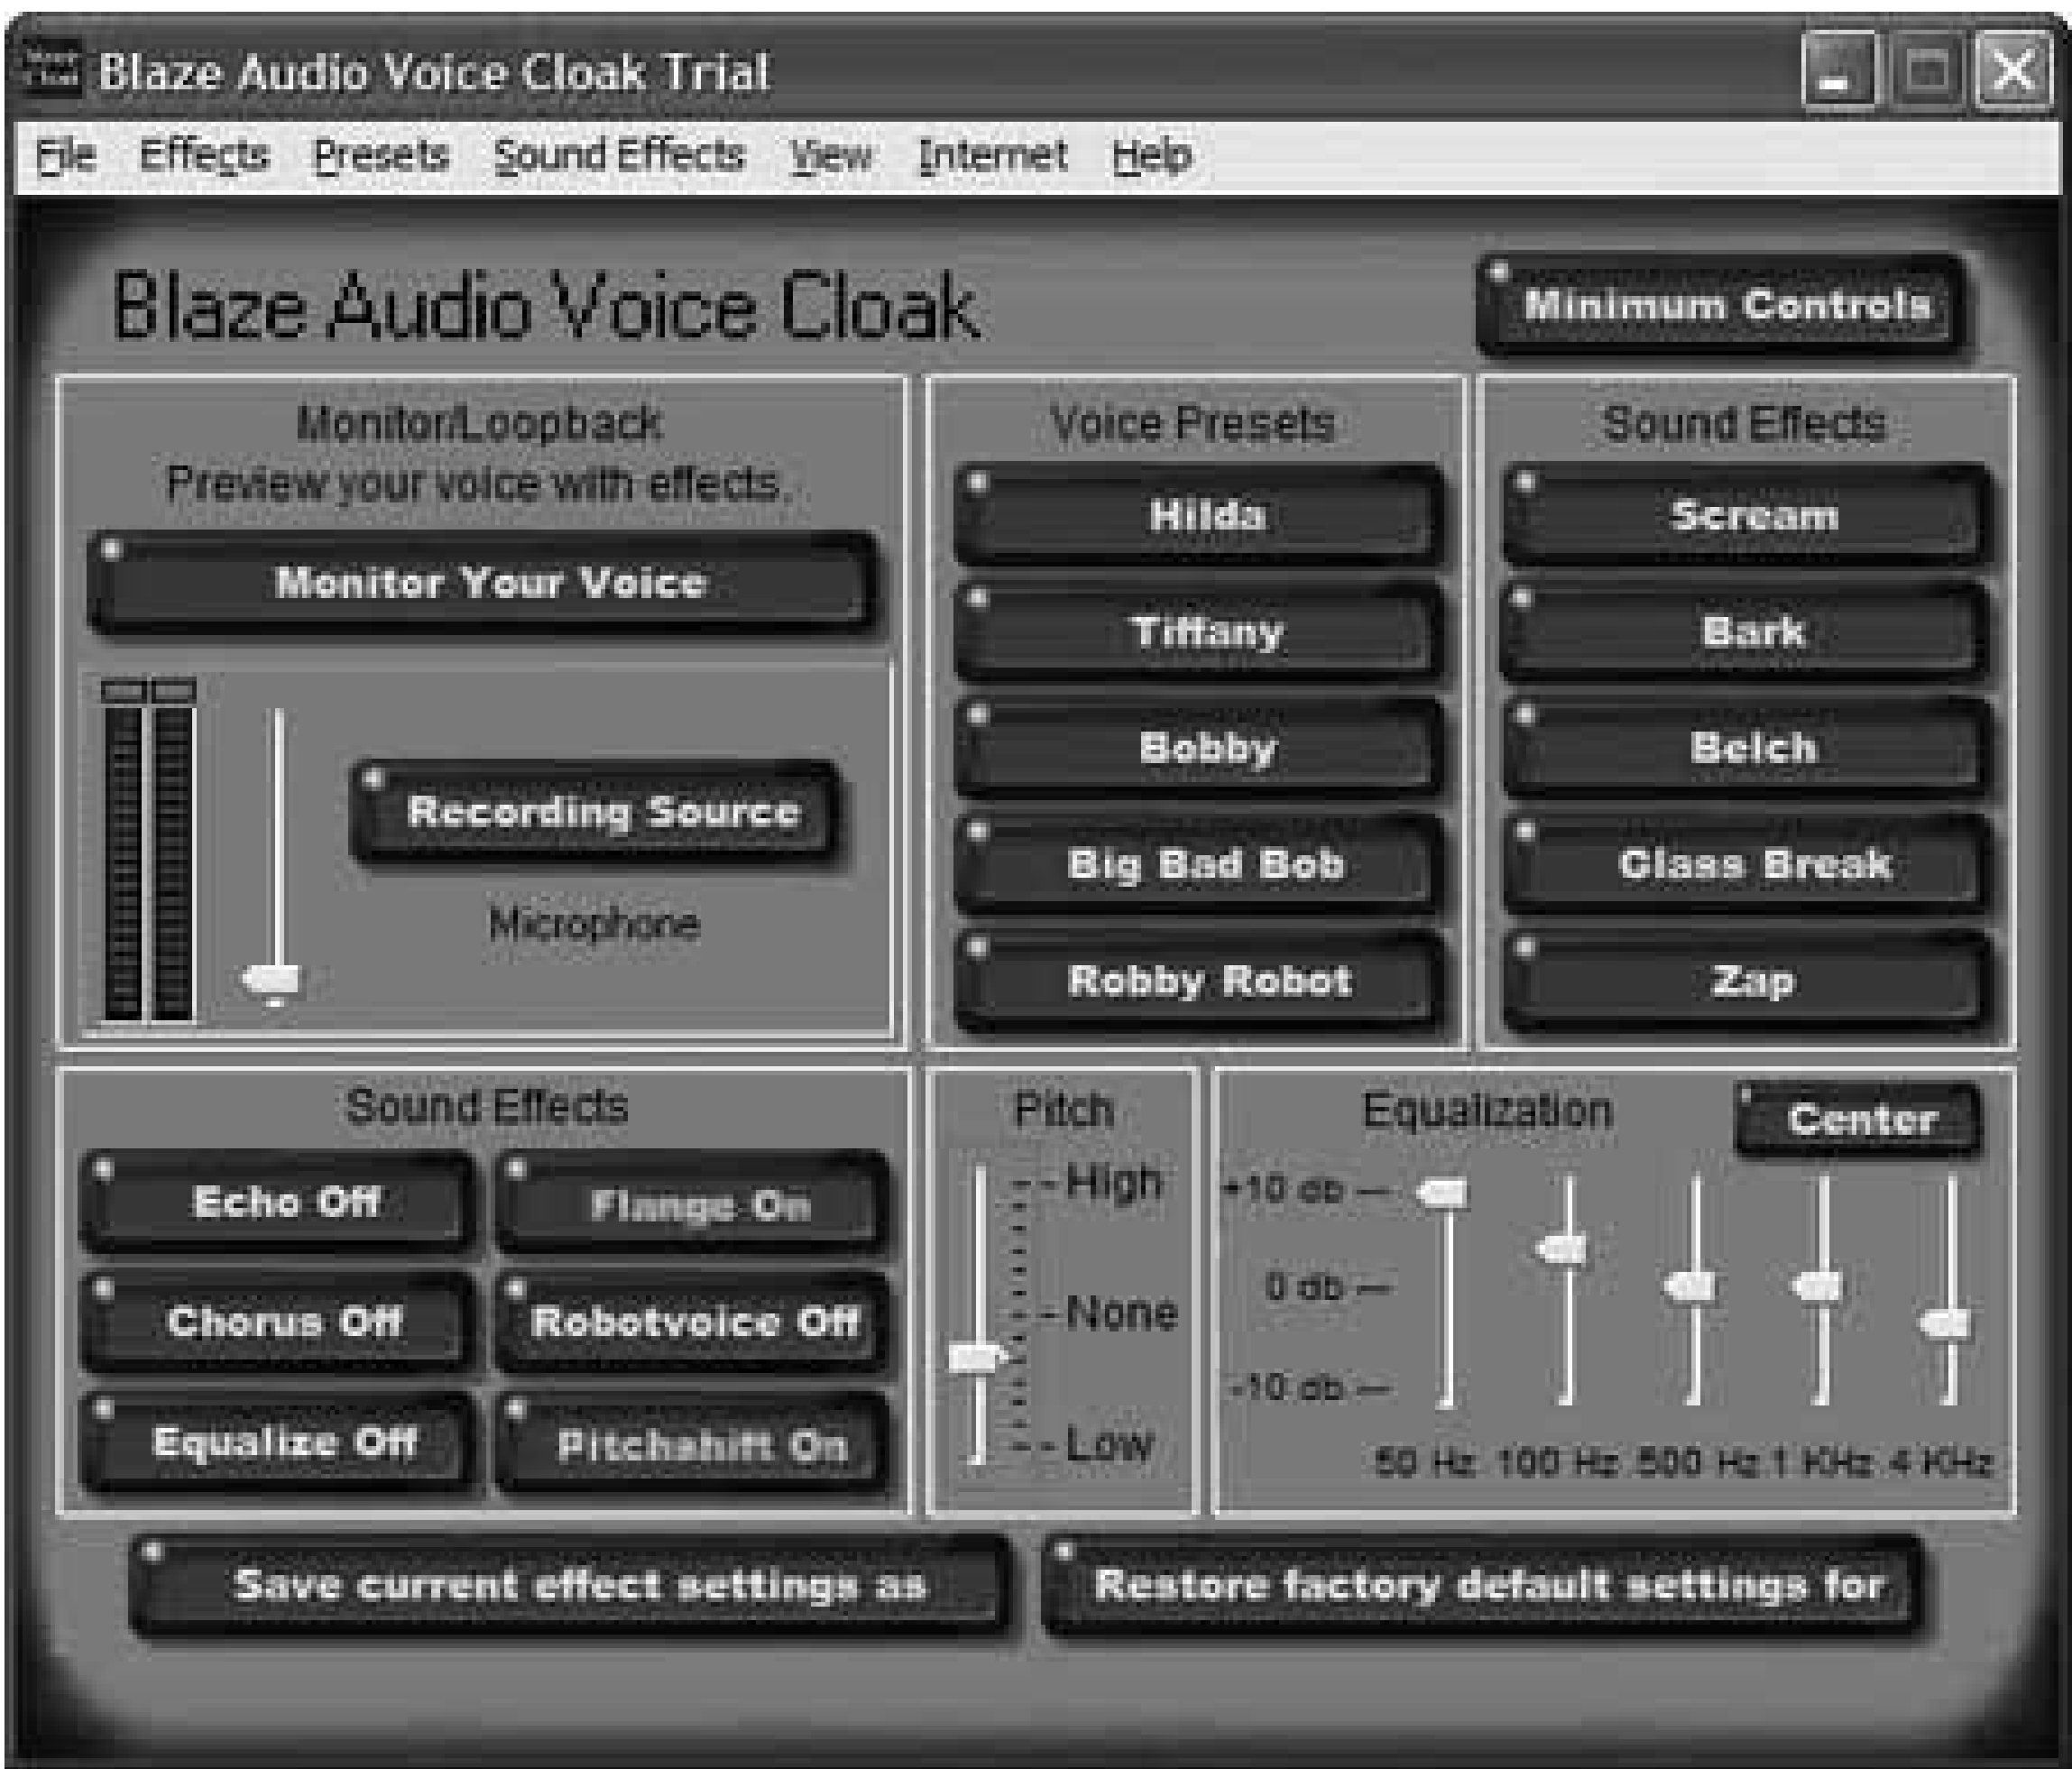 Blaze Audio Voice Cloak Trial
File Effects Presets Sound Effects View Internet Help
Blaze Audio Voice Cloak
Minimum Controls
Monitor/Loopback
Preview your voice with effects.
Monitor Your Voice
Recording Source
Microphone
Voice Presets
Hilda
Tiffany
Bobby
Big Bad Bob
Robby Robot
Sound Effects
Scream
Bark
Belch
Glass Break
Zap
Sound Effects
Echo Off
Flange On
Chorus Off
Robotvoice Off
Equalize Off
Pitchshift On
Pitch
High
None
Low
Equalization
Center
+10 db
0 db
-10 db
50 Hz 100 Hz 500 Hz 1 KHz 4 KHz
Save current effect settings as
Restore factory default settings for